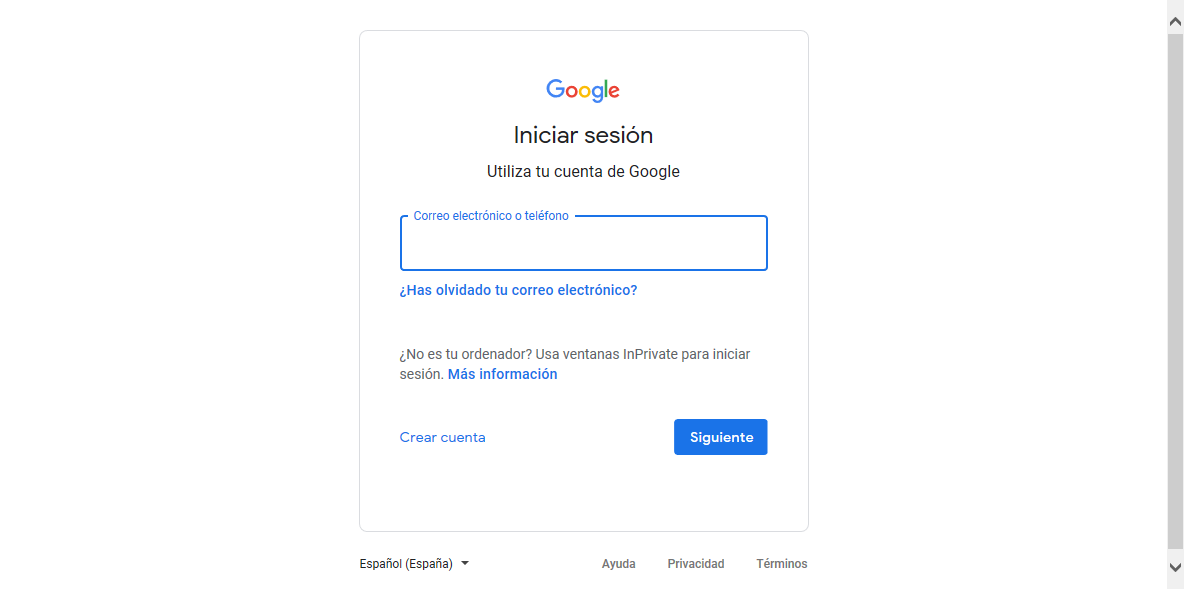 Google
Iniciar sesión
Utiliza tu cuenta de Google
Correo electrónico o teléfono
¿Has olvidado tu correo electrónico?
¿No es tu ordenador? Usa ventanas InPrivate para iniciar
sesión. Más información
Crear cuenta
Siguiente
Español (España)
Ayuda
Privacidad
Términos